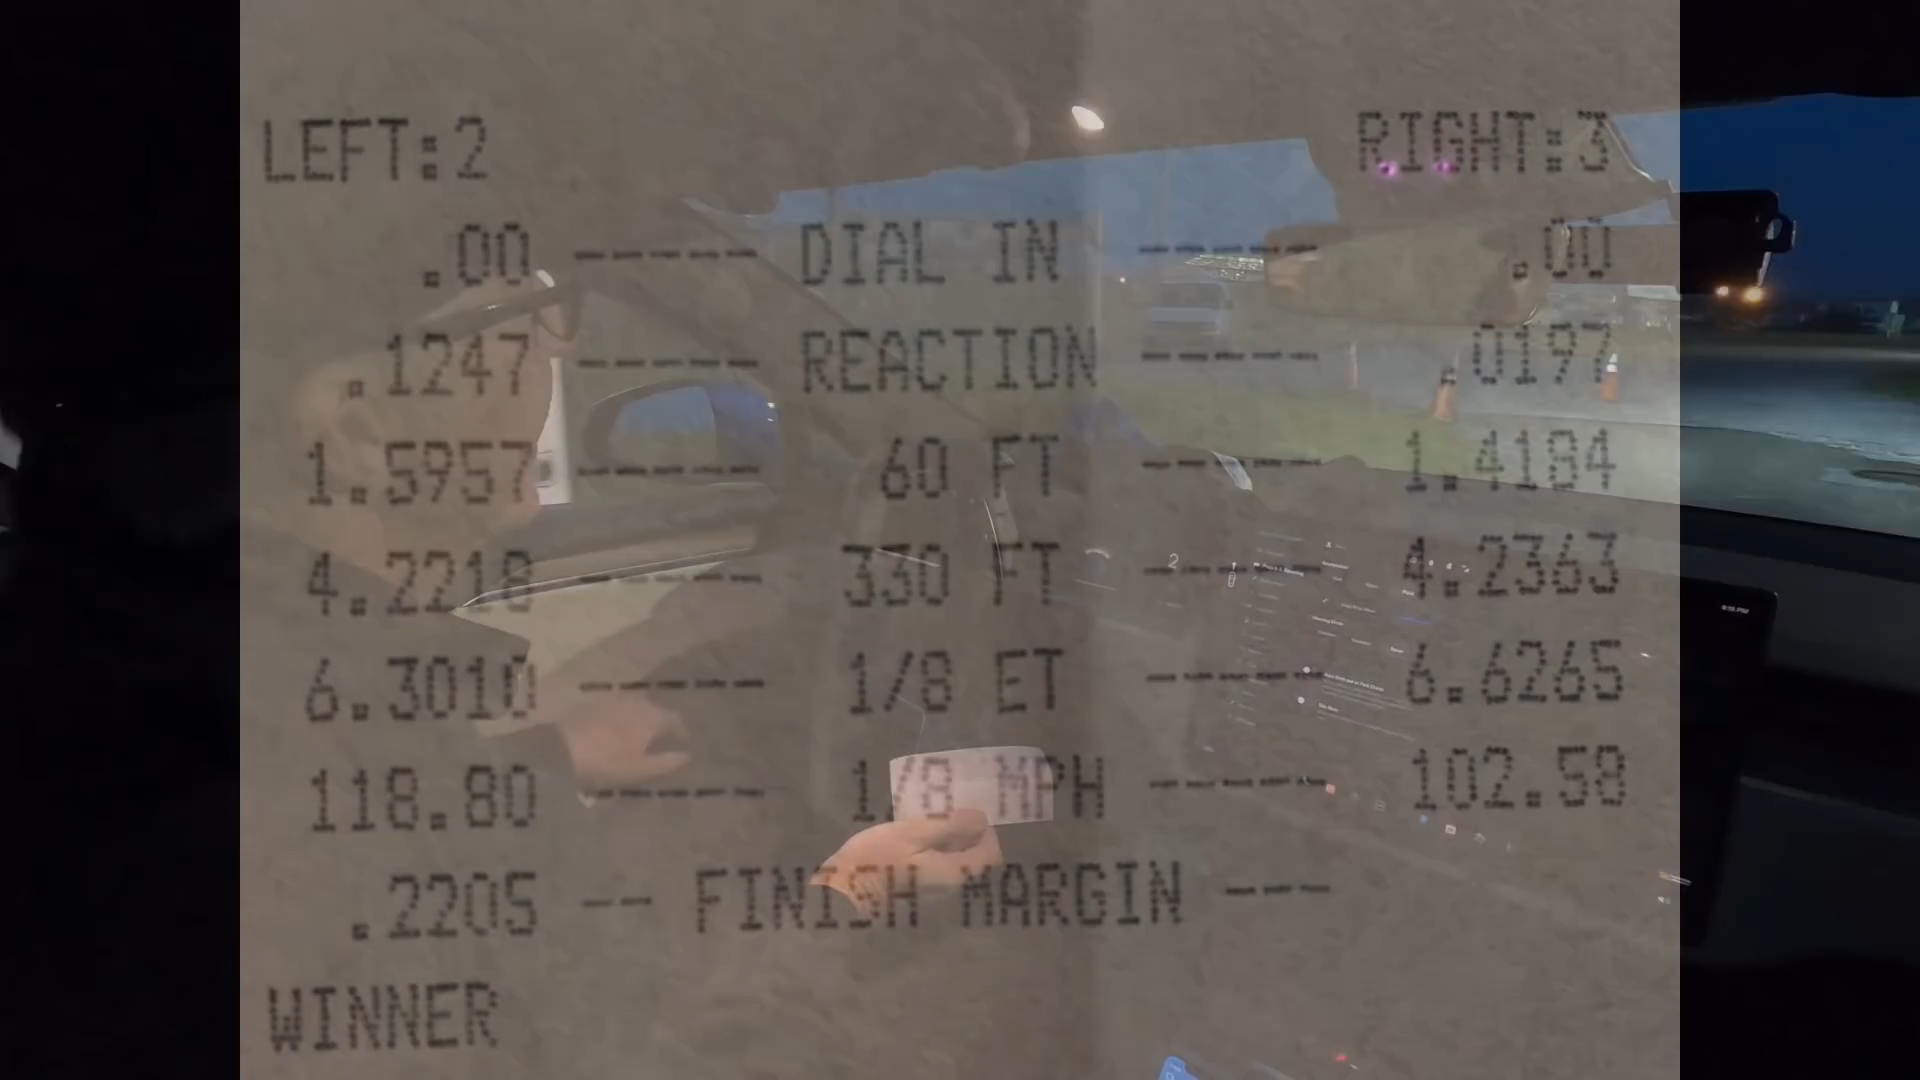 LEFT:2 RIGHT:3
.00 ----- DIAL IN ----- .00
.1247 ----- REACTION ----- .0197
1.5957 ----- 60 FT ----- 1.4184
4.2218 ----- 330 FT ----- 4.2363
6.3010 ----- 1/8 ET ----- 6.6265
118.80 ----- 1/8 MPH ----- 102.58
.2205 -- FINISH MARGIN ---
WINNER
2